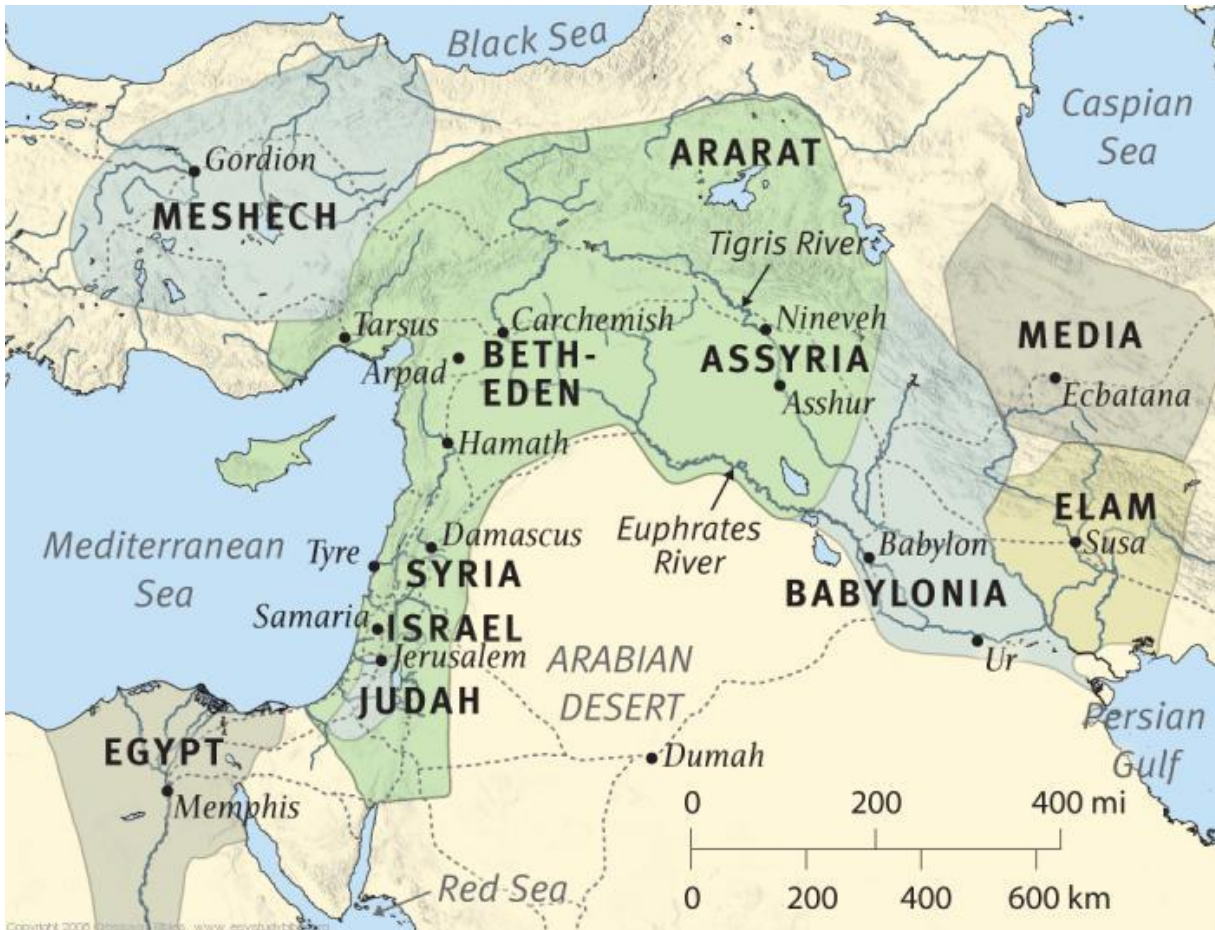 Black Sea
Caspian
Sea
Gordion
MESHECH
ARARAT
Tigris River
Tarsus
Carchemish
Nineveh
MEDIA
Arpad
BETH-
EDEN
ASSYRIA
Asshur
Ecbatana
Hamath
Mediterranean
Sea
Tyre
Damascus
SYRIA
Euphrates
River
Babylon
BABYLONIA
ELAM
Susa
Samaria
ISRAEL
Jerusalem
JUDAH
ARABIAN
DESERT
Ur
Persian
Gulf
EGYPT
Memphis
Dumah
0 200 400 mi
0 200 400 600 km
Red Sea